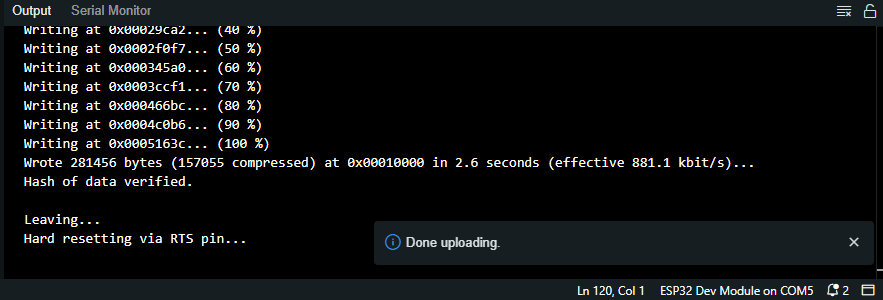 Output Serial Monitor
Writing at 0x00029ca2... (40 %)
Writing at 0x0002f0f7... (50 %)
Writing at 0x000345a0... (60 %)
Writing at 0x0003ccf1... (70 %)
Writing at 0x000466bc... (80 %)
Writing at 0x0004c0b6... (90 %)
Writing at 0x0005163c... (100 %)
Wrote 281456 bytes (157055 compressed) at 0x00010000 in 2.6 seconds (effective 881.1 kbit/s)...
Hash of data verified.
Leaving...
Hard resetting via RTS pin...
Done uploading.
Ln 120, Col 1 ESP32 Dev Module on COM5 2